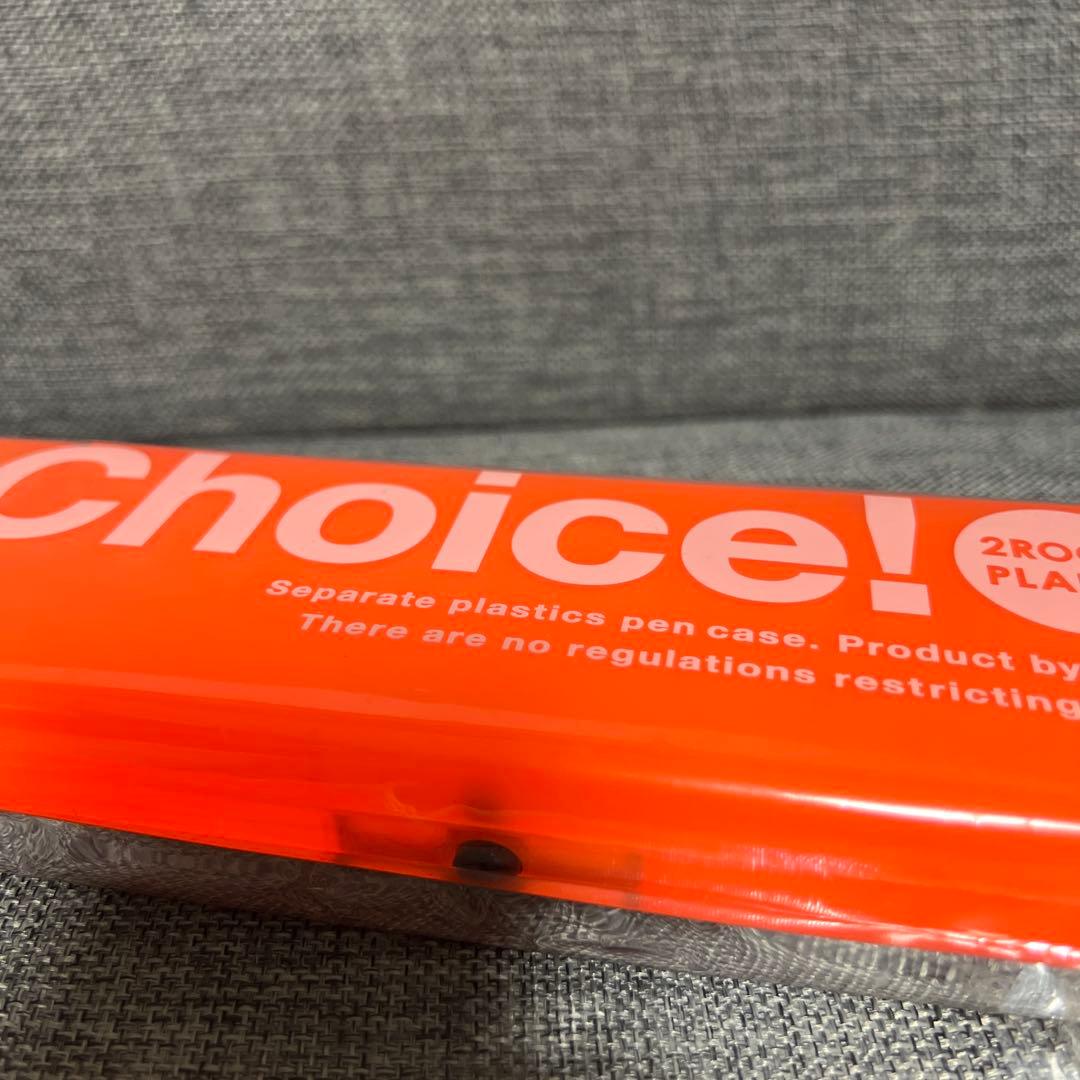 Choice!
2ROO
PLA
Separate plastics pen case. Product by
There are no regulations restricting